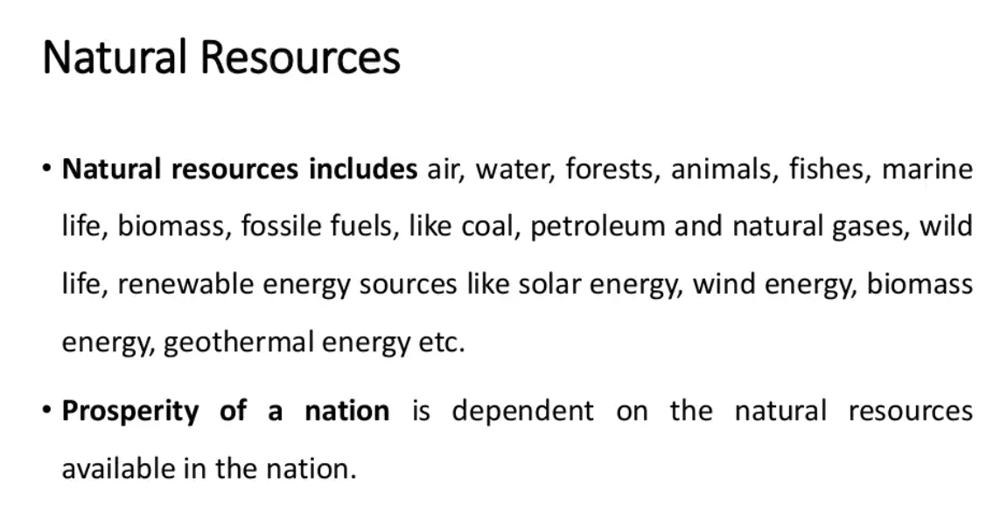 Natural Resources
• Natural resources includes air, water, forests, animals, fishes, marine
life, biomass, fossile fuels, like coal, petroleum and natural gases, wild
life, renewable energy sources like solar energy, wind energy, biomass
energy, geothermal energy etc.
• Prosperity of a nation is dependent on the natural resources
available in the nation.